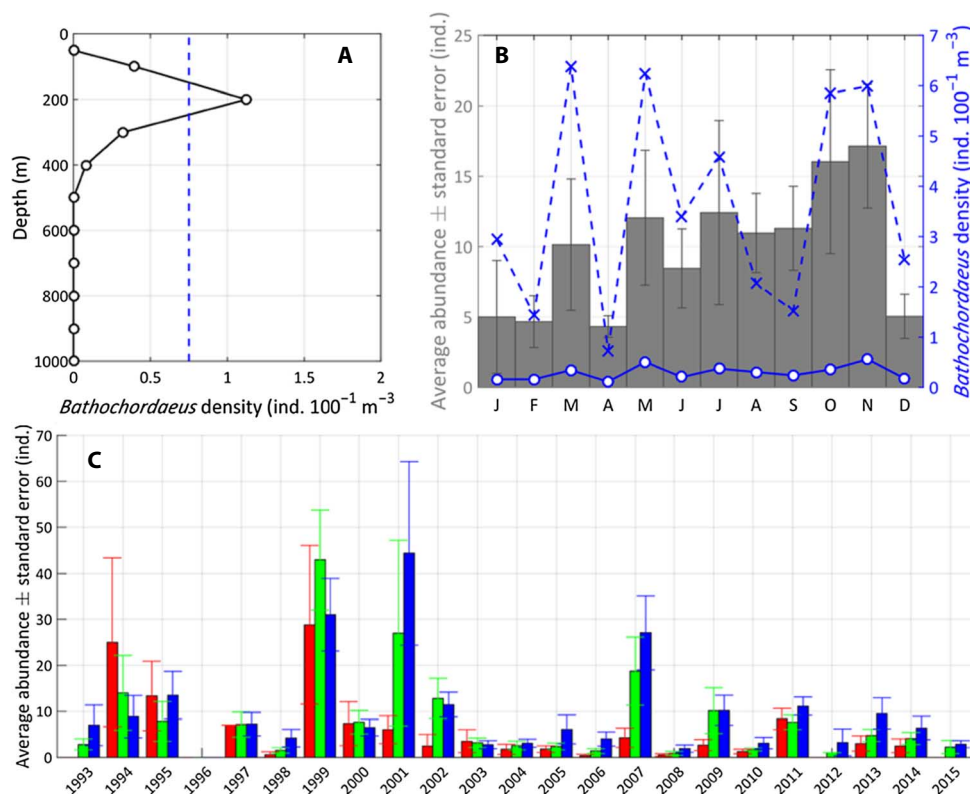 A
0
200
400
600
800
1000
Depth (m)
0 0.5 1 1.5 2
Bathochordaeus density (ind. 100⁻¹ m⁻³
B
25
20
15
10
5
0
Average abundance ± standard error (ind.)
7
6
5
4
3
2
1
0
Bathochordaeus density (ind. 100⁻¹ m⁻³)
J F M A M J J A S O N D
C
70
60
50
40
30
20
10
0
Average abundance ± standard error (ind.)
1993 1994 1995 1996 1997 1998 1999 2000 2001 2002 2003 2004 2005 2006 2007 2008 2009 2010 2011 2012 2013 2014 2015